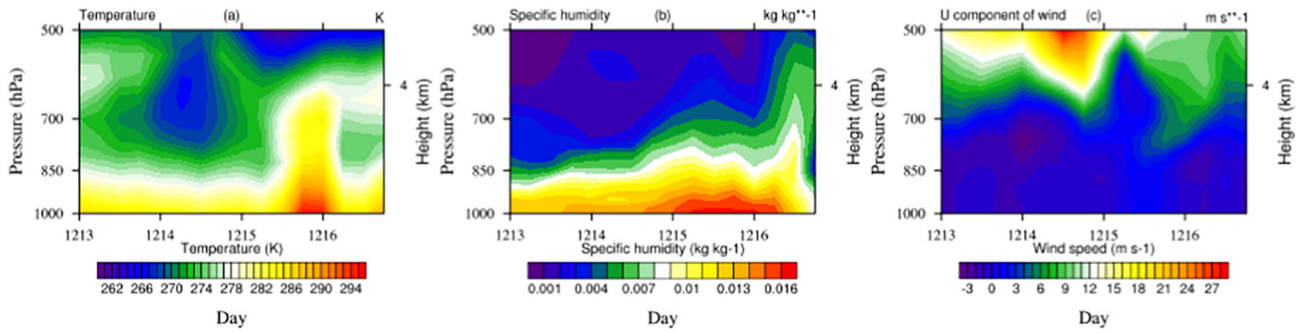 Temperature (a) K
500
700
850
1000
Pressure (hPa)
4
Height (km)
1213 1214 1215 1216
Temperature (K)
262 266 270 274 278 282 286 290 294
Day
Specific humidity (b) kg kg**-1
500
700
850
1000
Pressure (hPa)
4
Height (km)
1213 1214 1215 1216
Specific humidity (kg kg-1)
0.001 0.004 0.007 0.01 0.013 0.016
Day
U component of wind (c) m s**-1
500
700
850
1000
Pressure (hPa)
4
Height (km)
1213 1214 1215 1216
Wind speed (m s-1)
-3 0 3 6 9 12 15 18 21 24 27
Day